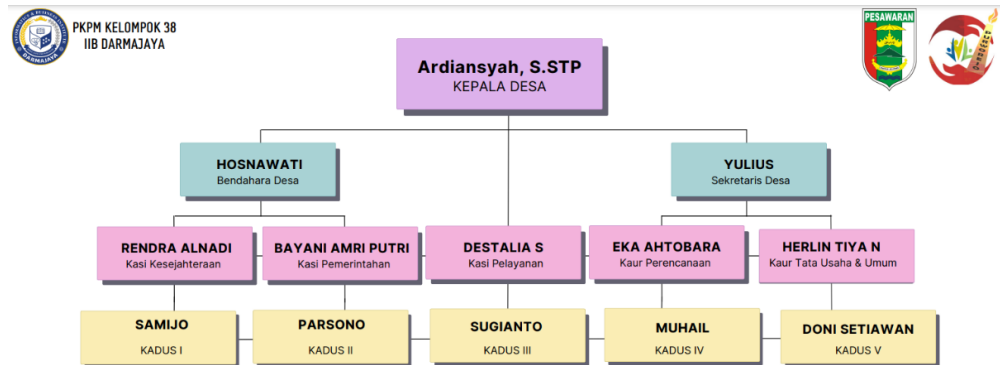 PKPM KELOMPOK 38
IIB DARMAJAYA
PESAWARAN
Ardiansyah, S.STP
KEPALA DESA
HOSNAWATI
Bendahara Desa
YULIUS
Sekretaris Desa
RENDRA ALNADI
Kasi Kesejahteraan
BAYANI AMRI PUTRI
Kasi Pemerintahan
DESTALIA S
Kasi Pelayanan
EKA AHTOBARA
Kaur Perencanaan
HERLIN TIYA N
Kaur Tata Usaha & Umum
SAMIJO
KADUS I
PARSONO
KADUS II
SUGIANTO
KADUS III
MUHAIL
KADUS IV
DONI SETIAWAN
KADUS V